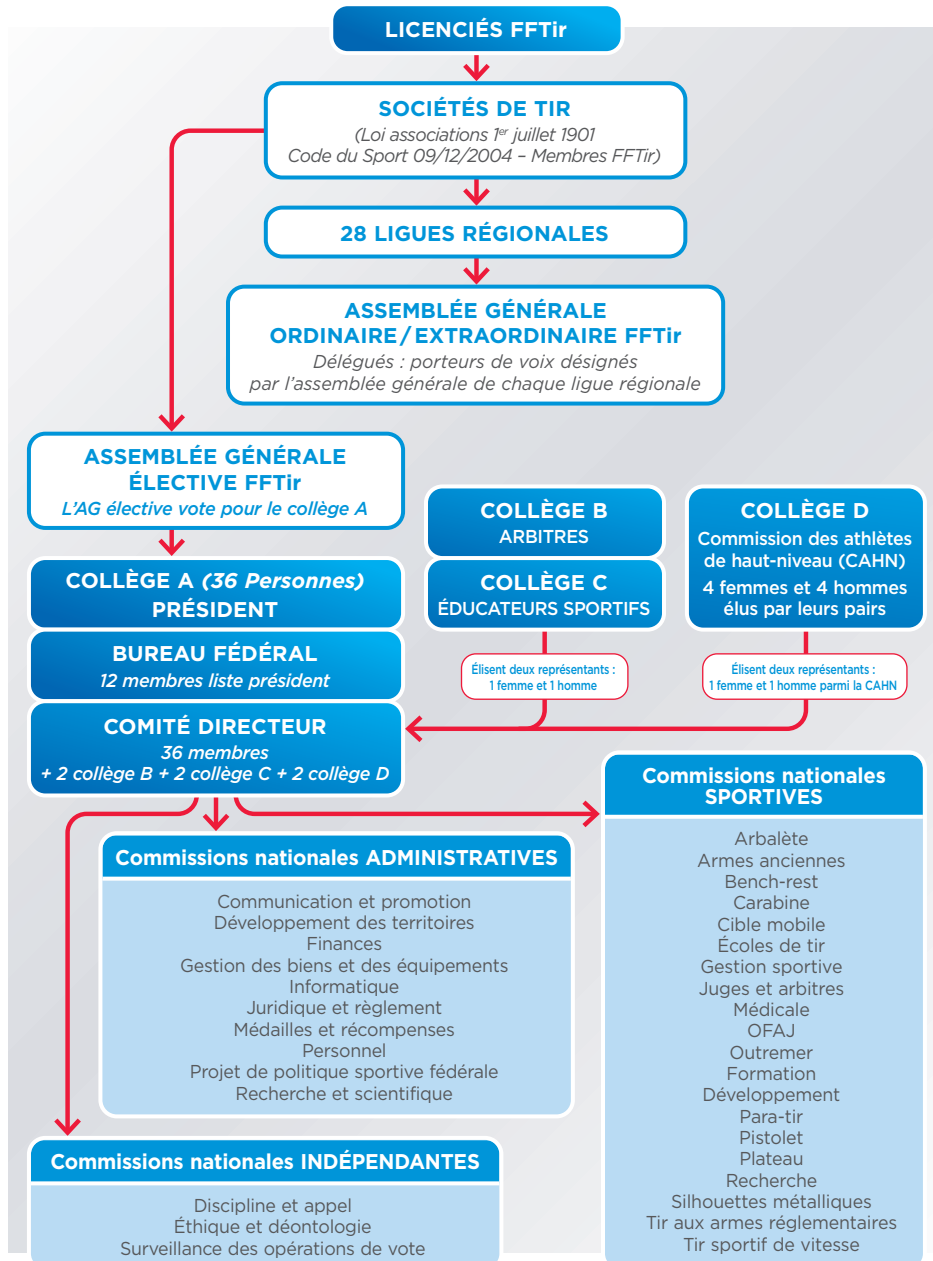 LICENCIÉS FFTir
SOCIÉTÉS DE TIR
(Loi associations 1er juillet 1901
Code du Sport 09/12/2004 – Membres FFTir)
28 LIGUES RÉGIONALES
ASSEMBLÉE GÉNÉRALE
ORDINAIRE/EXTRAORDINAIRE FFTir
Délégués : porteurs de voix désignés
par l'assemblée générale de chaque ligue régionale
ASSEMBLÉE GÉNÉRALE
ÉLECTIVE FFTir
L'AG élective vote pour le collège A
COLLÈGE A (36 Personnes)
PRÉSIDENT
BUREAU FÉDÉRAL
12 membres liste président
COMITÉ DIRECTEUR
36 membres
+ 2 collège B + 2 collège C + 2 collège D
COLLÈGE B
ARBITRES
COLLÈGE C
ÉDUCATEURS SPORTIFS
Élisent deux représentants :
1 femme et 1 homme
COLLÈGE D
Commission des athlètes
de haut-niveau (CAHN)
4 femmes et 4 hommes
élus par leurs pairs
Élisent deux représentants :
1 femme et 1 homme parmi la CAHN
Commissions nationales ADMINISTRATIVES
Communication et promotion
Développement des territoires
Finances
Gestion des biens et des équipements
Informatique
Juridique et règlement
Médailles et récompenses
Personnel
Projet de politique sportive fédérale
Recherche et scientifique
Commissions nationales INDÉPENDANTES
Discipline et appel
Éthique et déontologie
Surveillance des opérations de vote
Commissions nationales
SPORTIVES
Arbalète
Armes anciennes
Bench-rest
Carabine
Cible mobile
Écoles de tir
Gestion sportive
Juges et arbitres
Médicale
OFAJ
Outremer
Formation
Développement
Para-tir
Pistolet
Plateau
Recherche
Silhouettes métalliques
Tir aux armes réglementaires
Tir sportif de vitesse